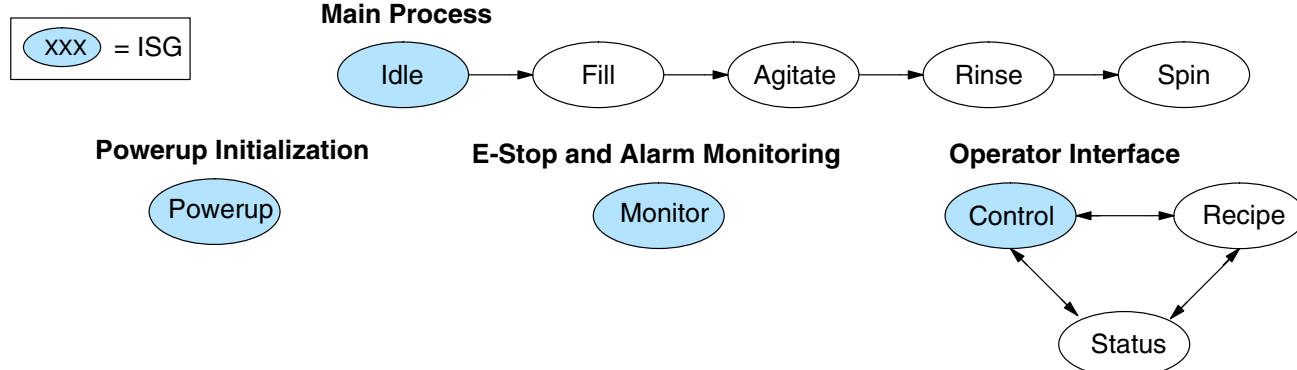 Main Process
xxx = ISG
Idle Fill Agitate Rinse Spin
Powerup Initialization E-Stop and Alarm Monitoring Operator Interface
Powerup Monitor Control Recipe
Status